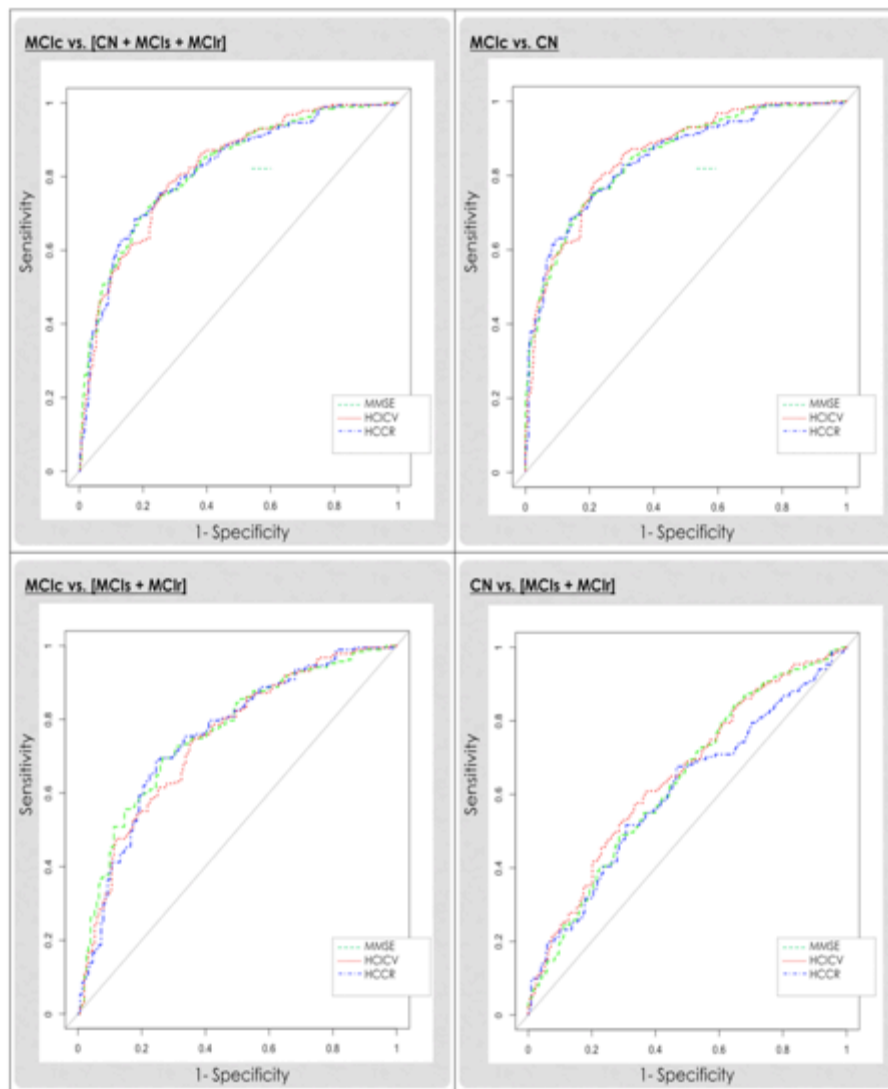 MCIc vs. [CN + MCIs + MCIr]
Sensitivity
0
0.2
0.4
0.6
0.8
1
MMSE
HCICV
HCCR
0
0.2
0.4
0.6
0.8
1
1- Specificity
MCIc vs. CN
Sensitivity
0
0.2
0.4
0.6
0.8
1
MMSE
HCICV
HCCR
0
0.2
0.4
0.6
0.8
1
1- Specificity
MCIc vs. [MCIs + MCIr]
Sensitivity
0
0.2
0.4
0.6
0.8
1
MMSE
HCICV
HCCR
0
0.2
0.4
0.6
0.8
1
1- Specificity
CN vs. [MCIs + MCIr]
Sensitivity
0
0.2
0.4
0.6
0.8
1
MMSE
HCICV
HCCR
0
0.2
0.4
0.6
0.8
1
1- Specificity